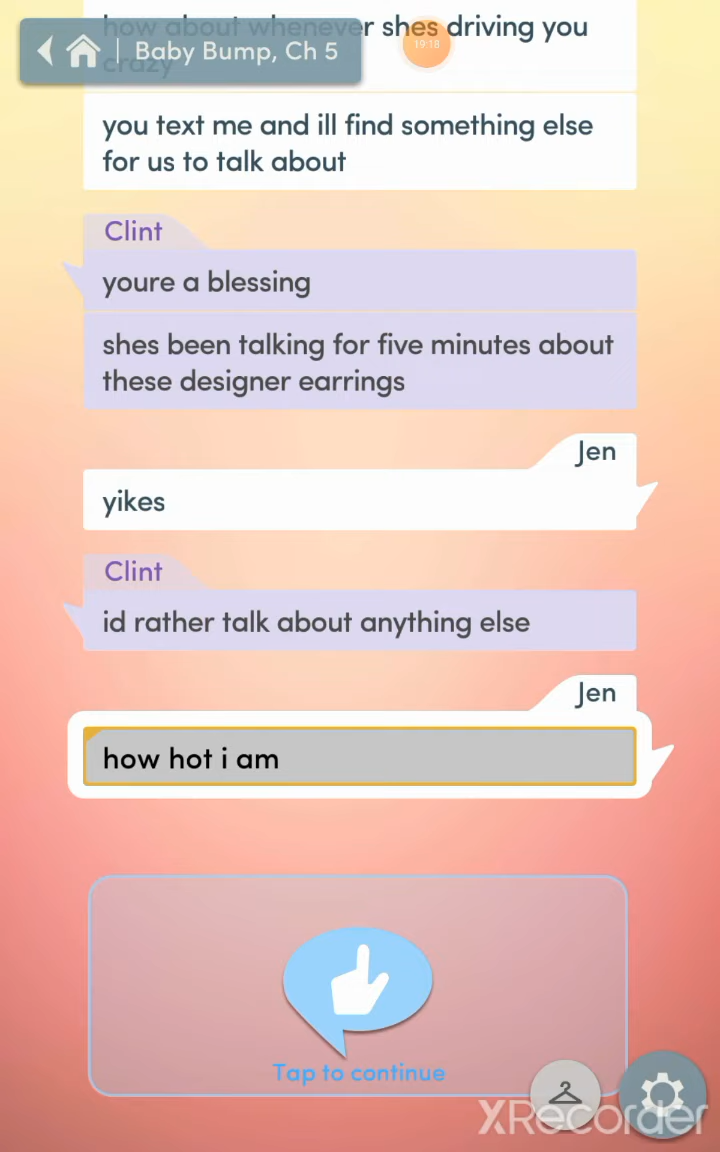 how about whenever shes driving you
crazy
Baby Bump, Ch 5
19:18
you text me and ill find something else
for us to talk about
Clint
youre a blessing
shes been talking for five minutes about
these designer earrings
Jen
yikes
Clint
id rather talk about anything else
Jen
how hot i am
Tap to continue
XRecorder